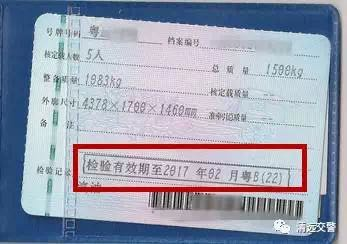 号牌号码 粤 档案编号
核定载人数 5人 总 质 量 1500kg
整备质量 1083kg 核定载质量 --
外廓尺寸 4378×1700×1460mm 准牵引总质量 --
备 注
检验记录 检验有效期至2017 年02 月粤B(22)
清远交警